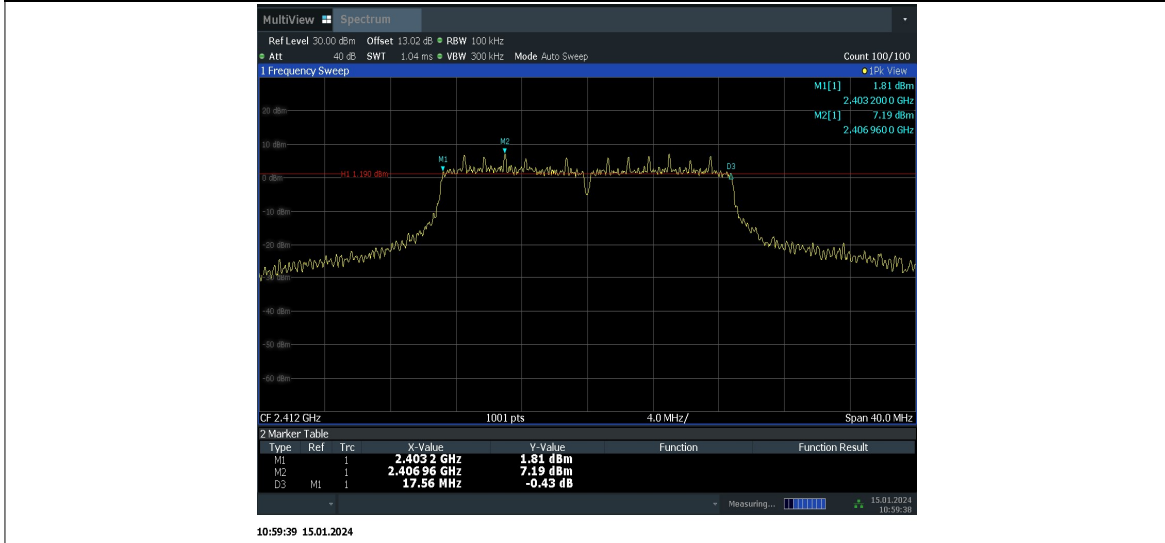 MultiView Spectrum
Ref Level 30.00 dBm Offset 13.02 dB RBW 100 kHz
Att 40 dB SWT 1.04 ms VBW 300 kHz Mode Auto Sweep Count 100/100
1 Frequency Sweep 1Pk View
M1[1] 1.81 dBm
2.403 200 0 GHz
M2[1] 7.19 dBm
2.406 960 0 GHz
20 dBm
10 dBm
M2
M1
D3
H1 1.190 dBm
0 dBm
-10 dBm
-20 dBm
-30 dBm
-40 dBm
-50 dBm
-60 dBm
CF 2.412 GHz 1001 pts 4.0 MHz/ Span 40.0 MHz
2 Marker Table
Type Ref Trc X-Value Y-Value Function Function Result
M1 1 2.403 2 GHz 1.81 dBm
M2 1 2.406 96 GHz 7.19 dBm
D3 M1 1 17.56 MHz -0.43 dB
Measuring... 15.01.2024
10:59:38
10:59:39 15.01.2024